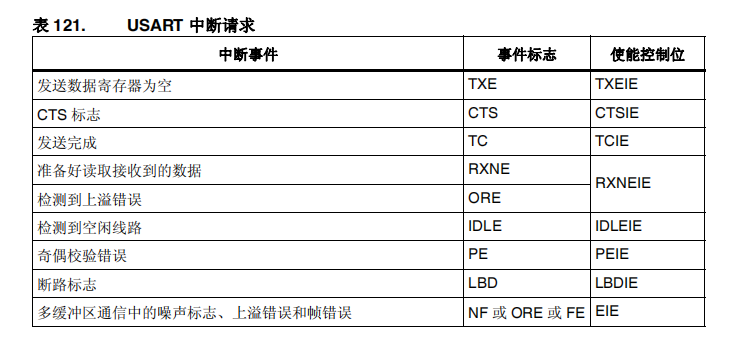 表 121. USART 中断请求
中断事件 事件标志 使能控制位
发送数据寄存器为空 TXE TXEIE
CTS 标志 CTS CTSIE
发送完成 TC TCIE
准备好读取接收到的数据 RXNE RXNEIE
检测到上溢错误 ORE
检测到空闲线路 IDLE IDLEIE
奇偶校验错误 PE PEIE
断路标志 LBD LBDIE
多缓冲区通信中的噪声标志、上溢错误和帧错误 NF 或 ORE 或 FE EIE